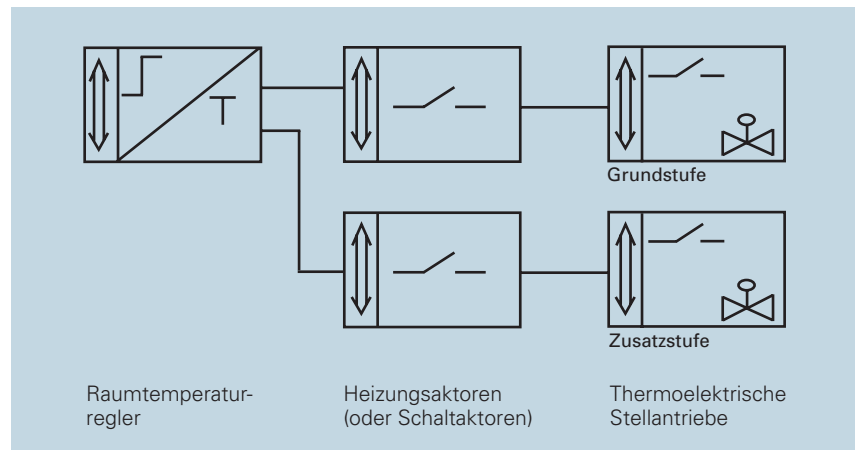 T
Grundstufe
Zusatzstufe
Raumtemperatur-
regler
Heizungsaktoren
(oder Schaltaktoren)
Thermoelektrische
Stellantriebe